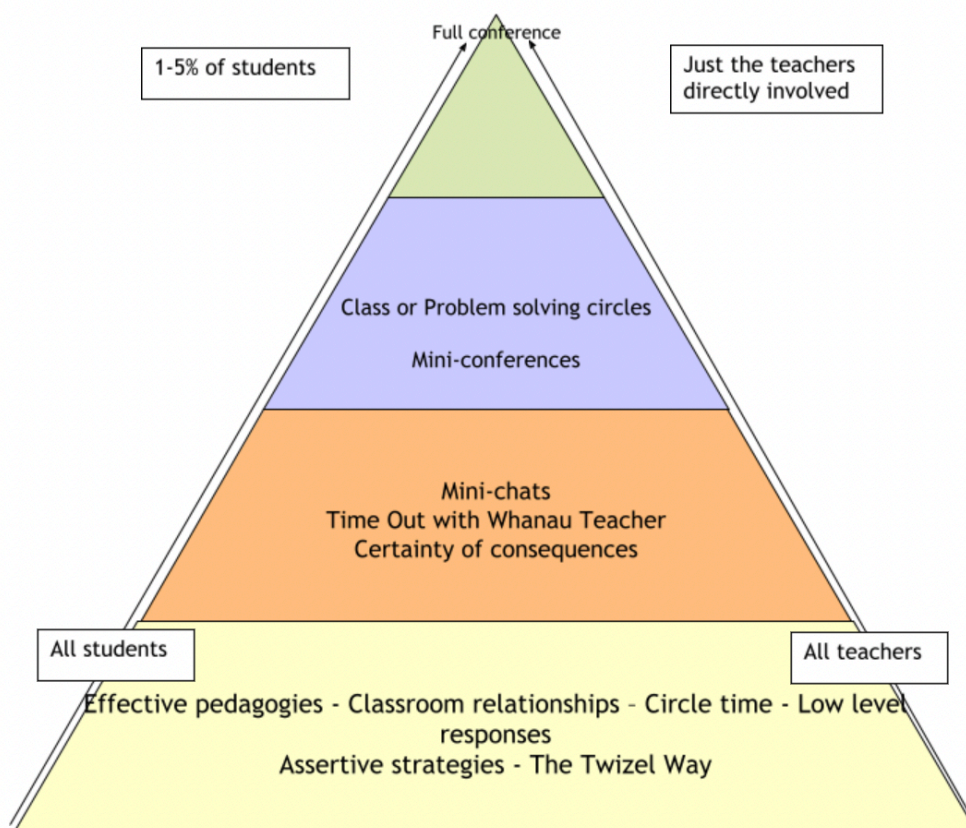 Full conference
1-5% of students
Just the teachers
directly involved
Class or Problem solving circles
Mini-conferences
Mini-chats
Time Out with Whanau Teacher
Certainty of consequences
All students
All teachers
Effective pedagogies - Classroom relationships – Circle time - Low level
responses
Assertive strategies - The Twizel Way